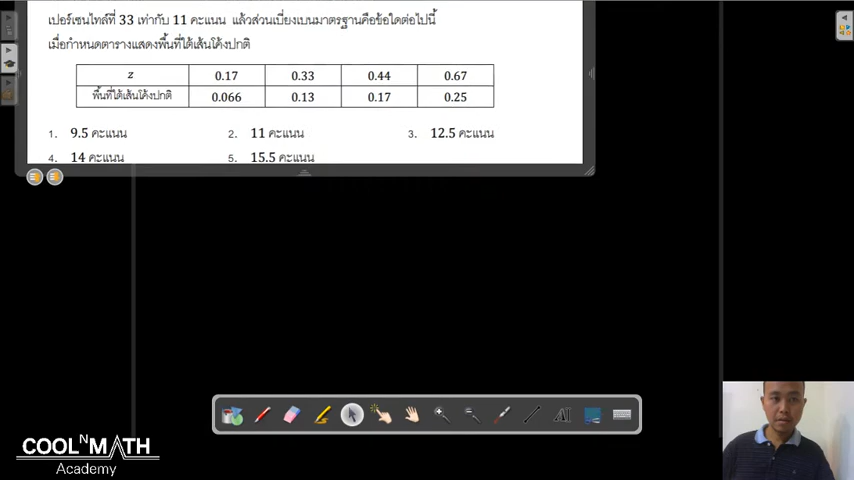 เปอร์เซนไทล์ที่ 33 เท่ากับ 11 คะแนน แล้วส่วนเบี่ยงเบนมาตรฐานคือข้อใดต่อไปนี้
เมื่อกำหนดตารางแสดงพื้นที่ใต้เส้นโค้งปกติ
z 0.17 0.33 0.44 0.67
พื้นที่ใต้เส้นโค้งปกติ 0.066 0.13 0.17 0.25
1. 9.5 คะแนน 2. 11 คะแนน 3. 12.5 คะแนน
4. 14 คะแนน 5. 15.5 คะแนน
COOL N MATH
Academy